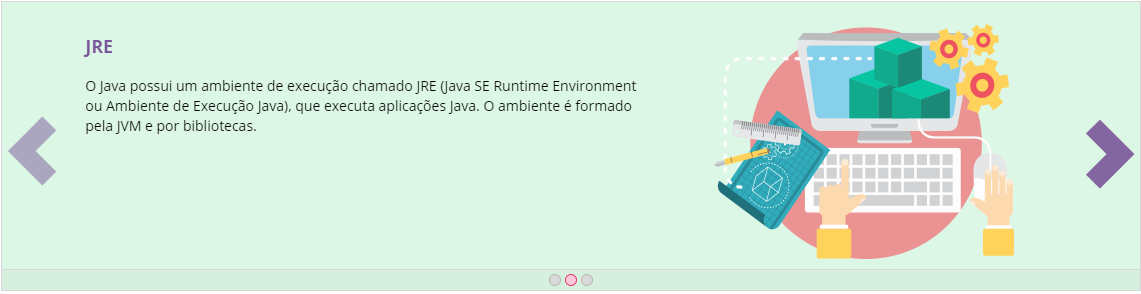 JRE
O Java possui um ambiente de execução chamado JRE (Java SE Runtime Environment
ou Ambiente de Execução Java), que executa aplicações Java. O ambiente é formado
pela JVM e por bibliotecas.